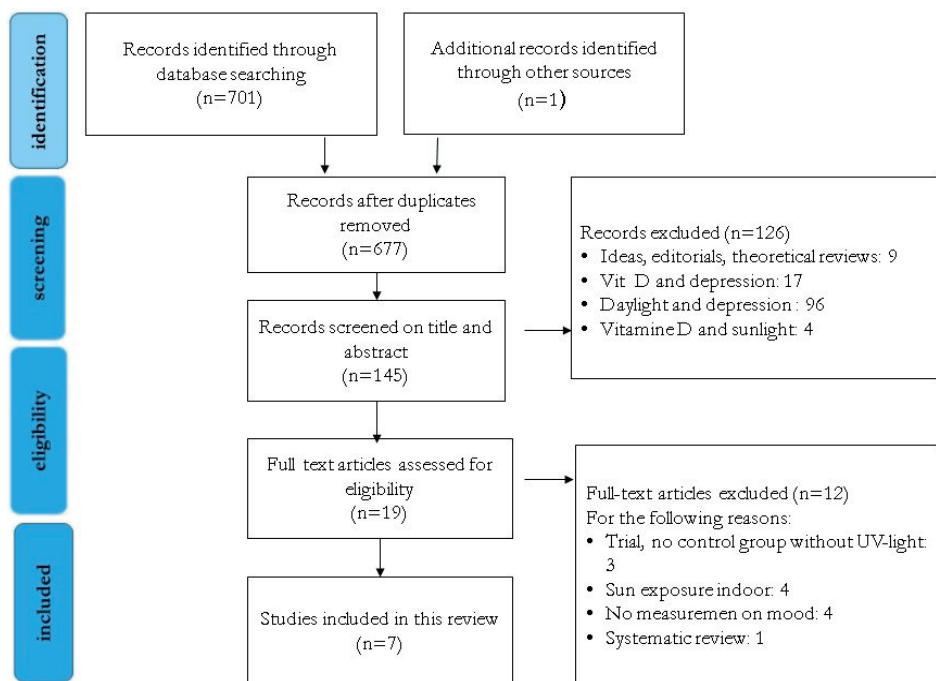 identification
Records identified through
database searching
(n=701)
Additional records identified
through other sources
(n=1)
screening
Records after duplicates
removed
(n=677)
Records excluded (n=126)
• Ideas, editorials, theoretical reviews: 9
• Vit D and depression: 17
• Daylight and depression : 96
• Vitamine D and sunlight: 4
Records screened on title and
abstract
(n=145)
eligibility
Full text articles assessed for
eligibility
(n=19)
Full-text articles excluded (n=12)
For the following reasons:
• Trial, no control group without UV-light:
3
• Sun exposure indoor: 4
• No measuremen on mood: 4
• Systematic review: 1
included
Studies included in this review
(n=7)